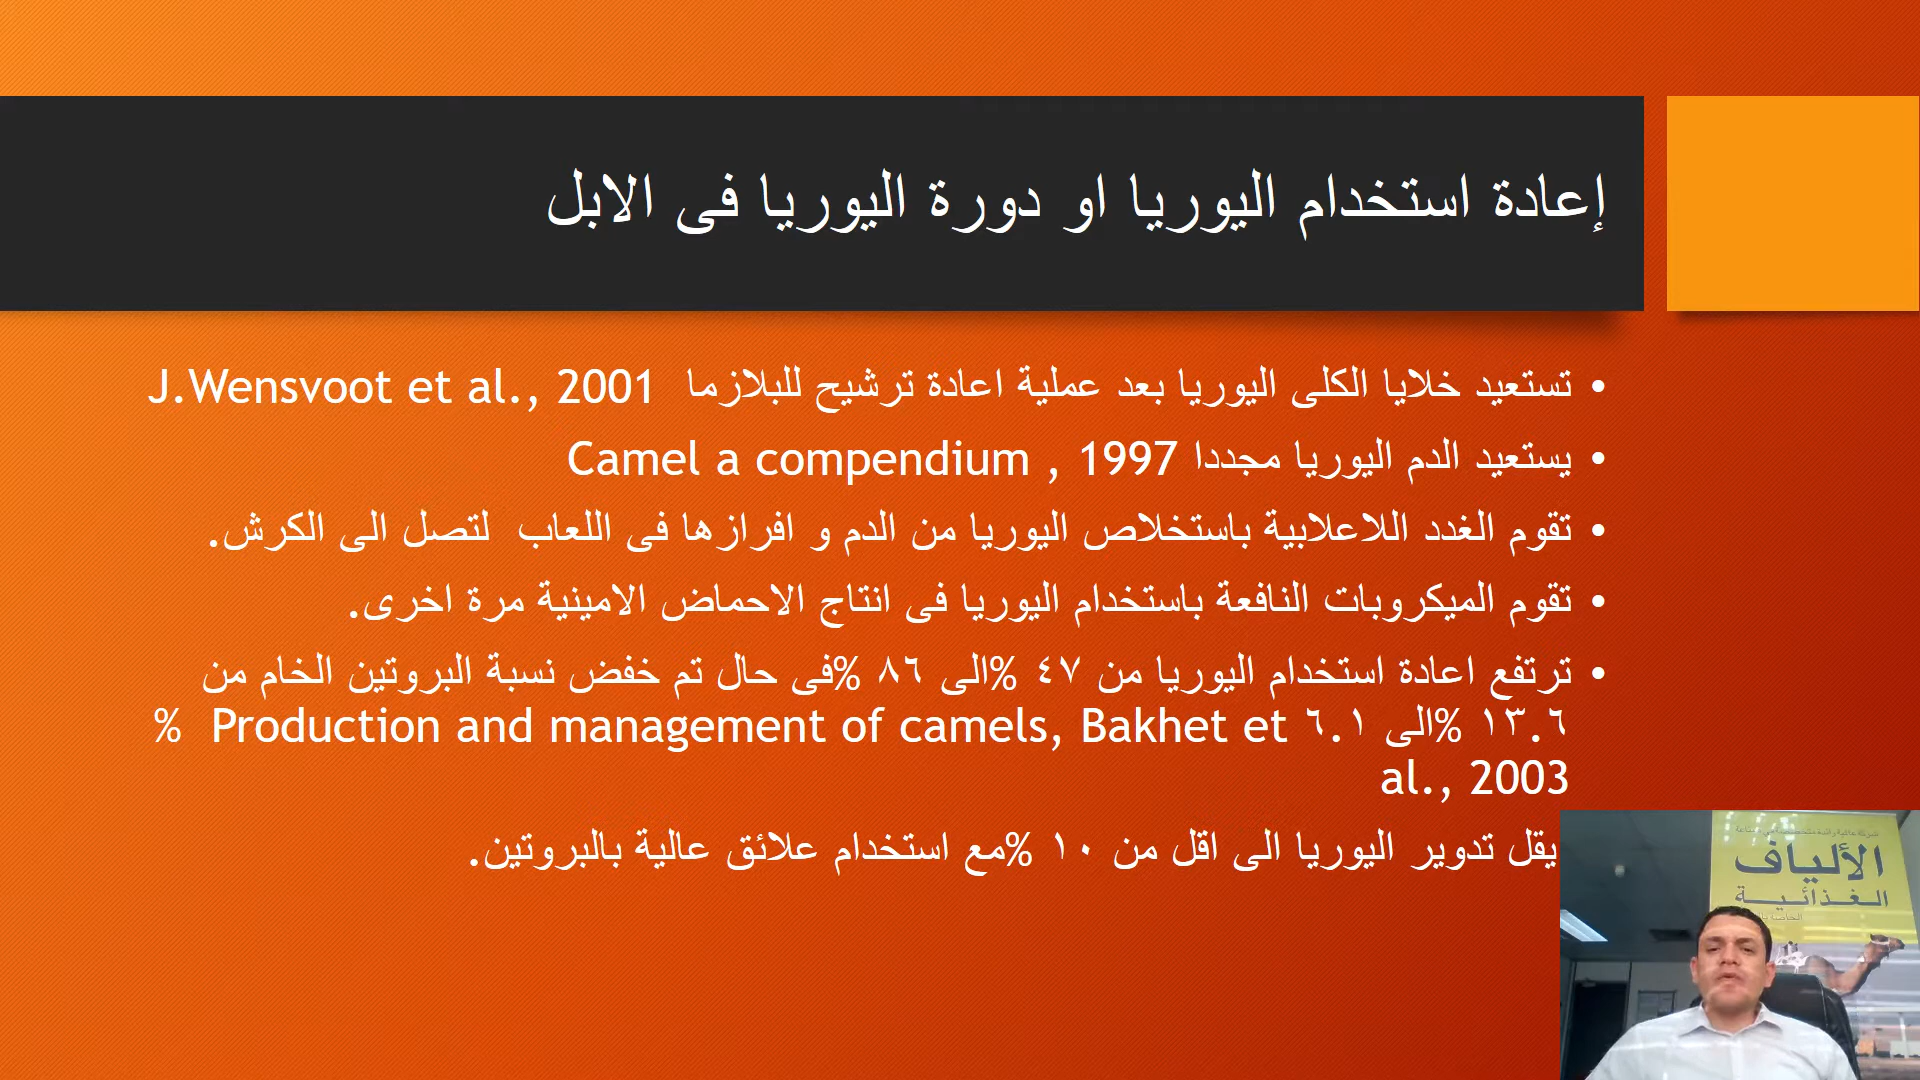 إعادة استخدام اليوريا او دورة اليوريا فى الابل
• تستعيد خلايا الكلى اليوريا بعد عملية اعادة ترشيح للبلازما J.Wensvoot et al., 2001
• يستعيد الدم اليوريا مجددا Camel a compendium , 1997
• تقوم الغدد اللاعلابية باستخلاص اليوريا من الدم و افرازها فى اللعاب لتصل الى الكرش.
• تقوم الميكروبات النافعة باستخدام اليوريا فى انتاج الاحماض الامينية مرة اخرى.
• ترتفع اعادة استخدام اليوريا من ٤٧ %الى ٨٦ %فى حال تم خفض نسبة البروتين الخام من
١٣.٦ %الى ٦.١ % Production and management of camels, Bakhet et
al., 2003
يقل تدوير اليوريا الى اقل من ١٠ %مع استخدام علائق عالية بالبروتين.
الألياف
الغذائية